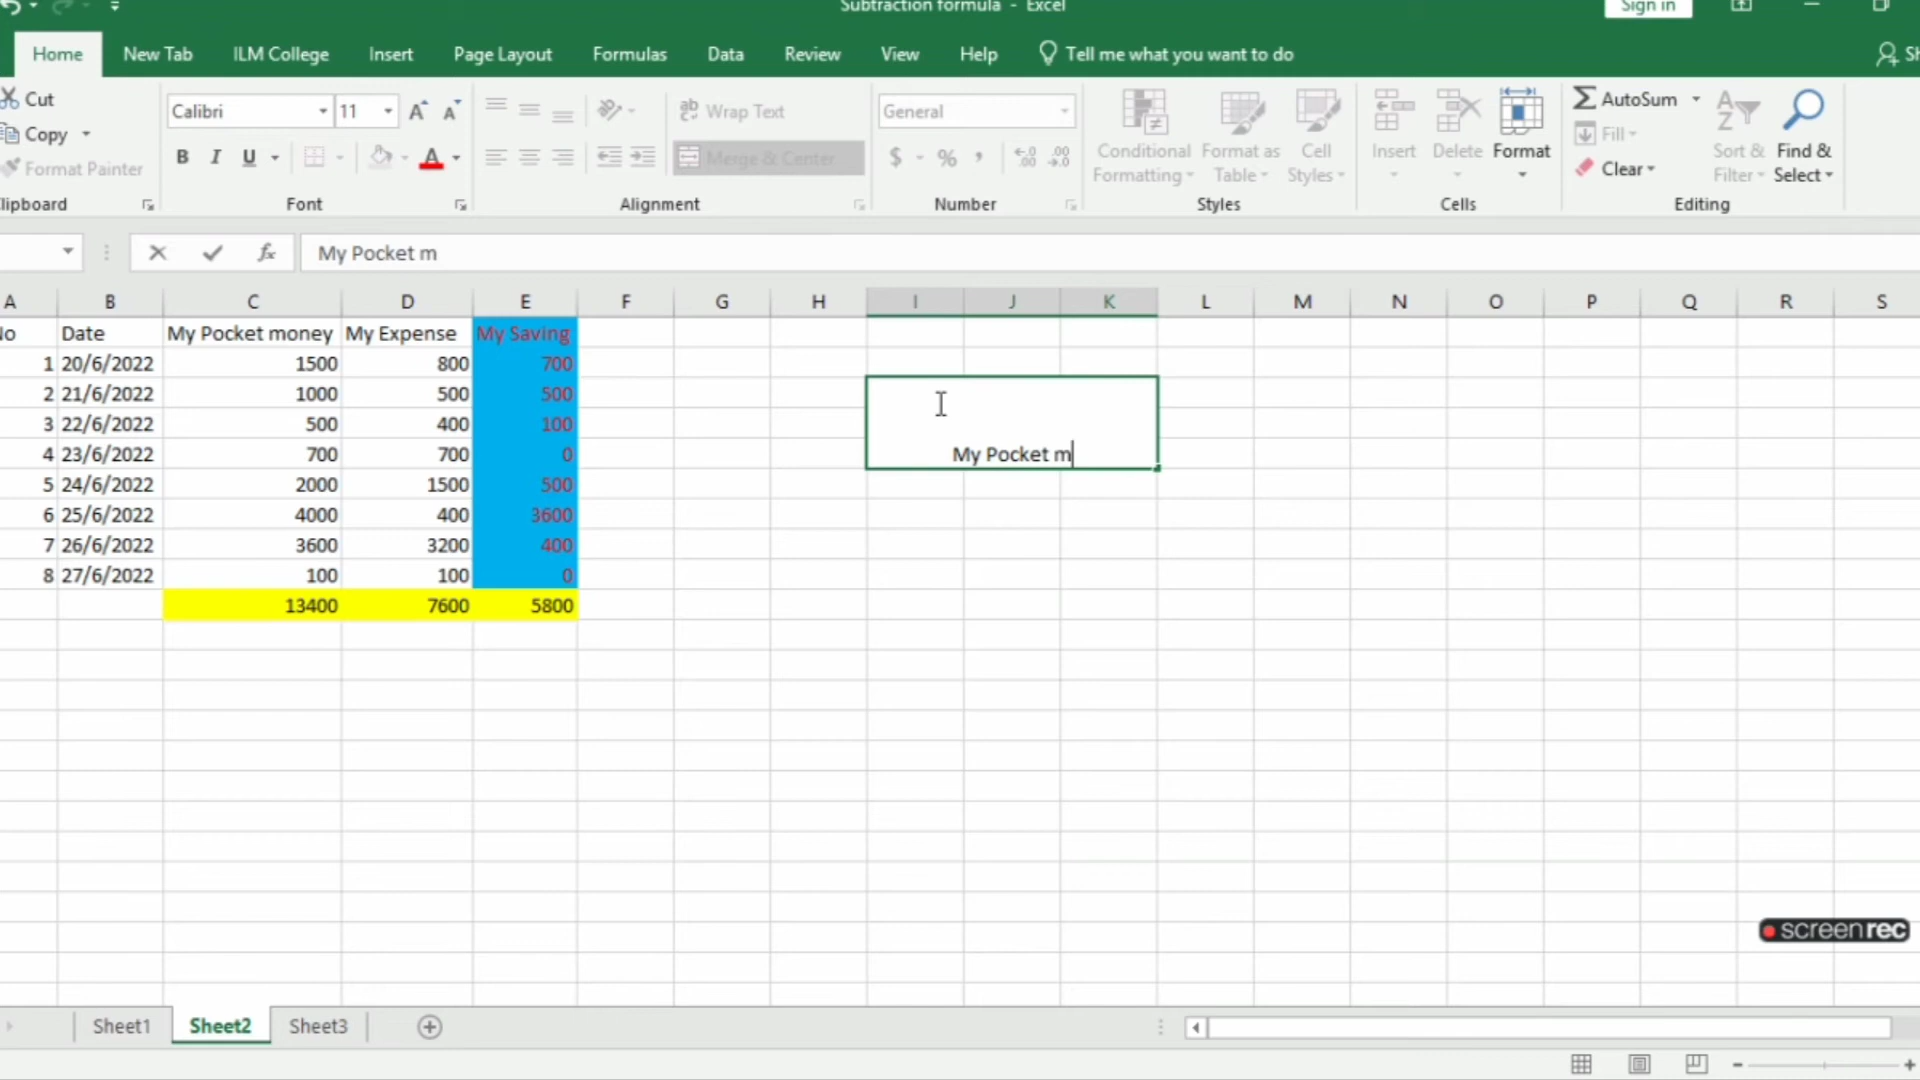 Subtraction formula - Excel
Sign in
Home New Tab ILM College Insert Page Layout Formulas Data Review View Help Tell me what you want to do Sh
Cut
Copy
Format Painter
lipboard
Calibri 11
B I U A
Font
Wrap Text
Merge & Center
Alignment
General
$ % ,
Number
Conditional Formatting
Format as Table
Cell Styles
Styles
Insert Delete Format
Cells
AutoSum
Fill
Clear
Sort & Filter
Find & Select
Editing
fx My Pocket m
A B C D E F G H I J K L M N O P Q R S
lo Date My Pocket money My Expense My Saving
1 20/6/2022 1500 800 700
2 21/6/2022 1000 500 500
3 22/6/2022 500 400 100
4 23/6/2022 700 700 0
5 24/6/2022 2000 1500 500
6 25/6/2022 4000 400 3600
7 26/6/2022 3600 3200 400
8 27/6/2022 100 100 0
13400 7600 5800
My Pocket m
screenrec
Sheet1 Sheet2 Sheet3